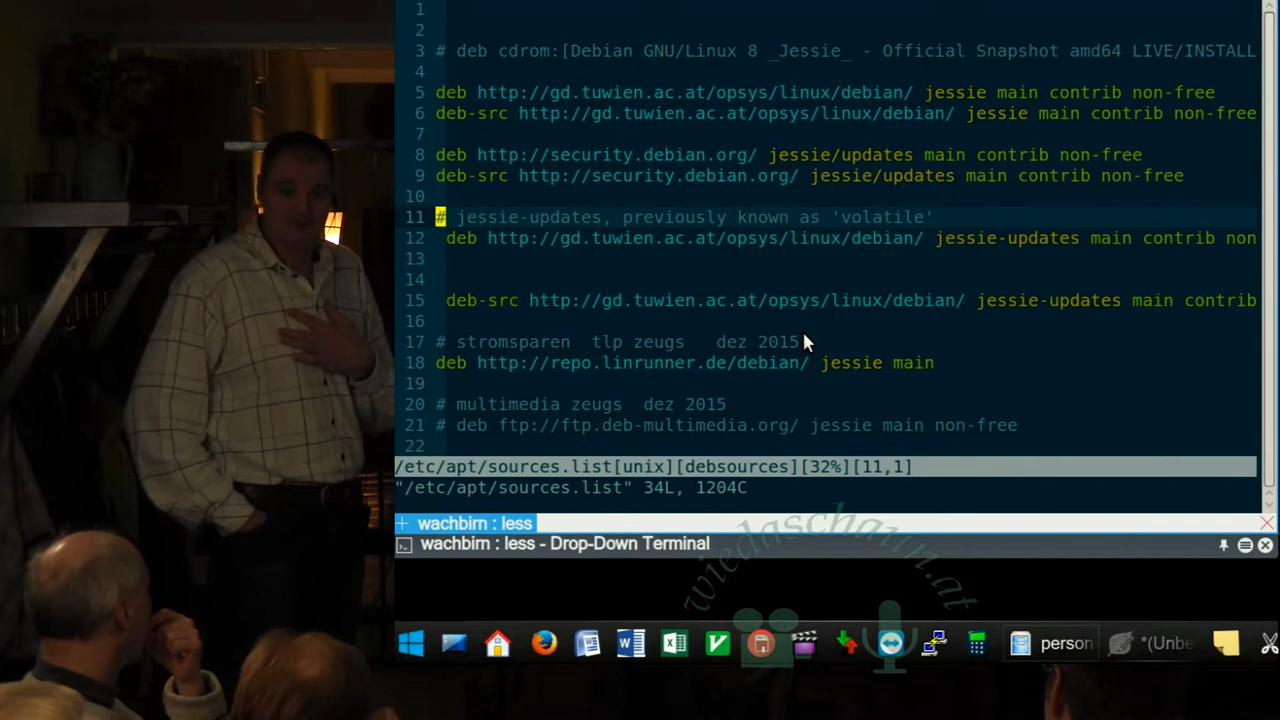 1
2
3 # deb cdrom:[Debian GNU/Linux 8 _Jessie_ - Official Snapshot amd64 LIVE/INSTALL
4
5 deb http://gd.tuwien.ac.at/opsys/linux/debian/ jessie main contrib non-free
6 deb-src http://gd.tuwien.ac.at/opsys/linux/debian/ jessie main contrib non-free
7
8 deb http://security.debian.org/ jessie/updates main contrib non-free
9 deb-src http://security.debian.org/ jessie/updates main contrib non-free
10
11 # jessie-updates, previously known as 'volatile'
12 deb http://gd.tuwien.ac.at/opsys/linux/debian/ jessie-updates main contrib non
13
14
15 deb-src http://gd.tuwien.ac.at/opsys/linux/debian/ jessie-updates main contrib
16
17 # stromsparen tlp zeugs dez 2015
18 deb http://repo.linrunner.de/debian/ jessie main
19
20 # multimedia zeugs dez 2015
21 # deb ftp://ftp.deb-multimedia.org/ jessie main non-free
22
/etc/apt/sources.list[unix][debsources][32%][11,1]
"/etc/apt/sources.list" 34L, 1204C
wachbirn : less
wachbirn : less - Drop-Down Terminal
wiedaschaun.at
person *(Unbe